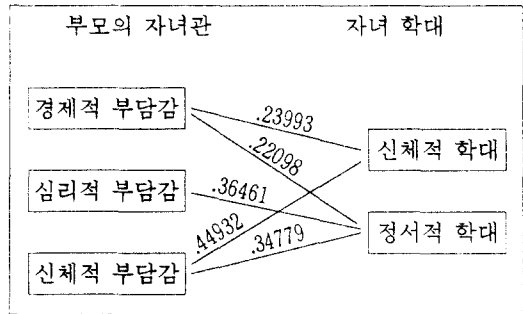 부모의 자녀관 자녀 학대
경제적 부담감
.23993
신체적 학대
.22098
심리적 부담감
.36461
정서적 학대
.44932
.34779
신체적 부담감